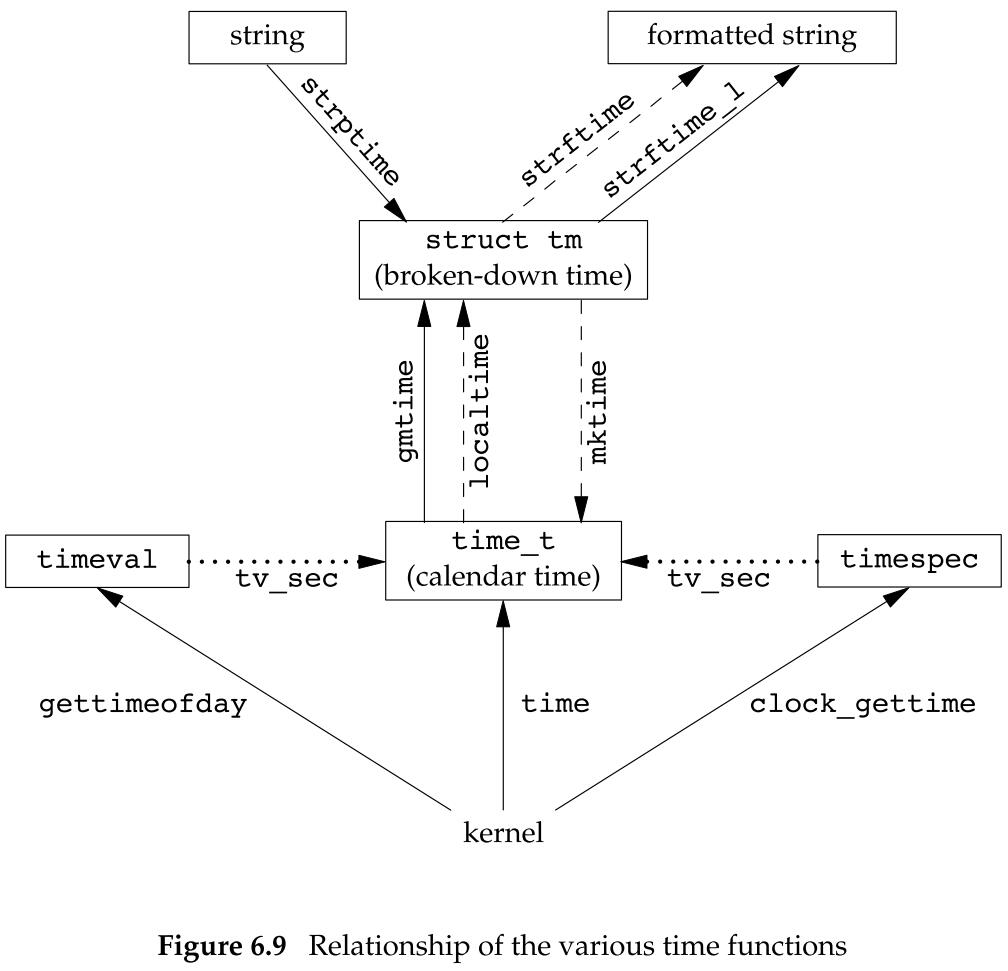 string
formatted string
strptime
strftime
strftime_l
struct tm
(broken-down time)
gmtime
localtime
mktime
timeval
tv_sec
time_t
(calendar time)
tv_sec
timespec
gettimeofday
time
clock_gettime
kernel
Figure 6.9 Relationship of the various time functions